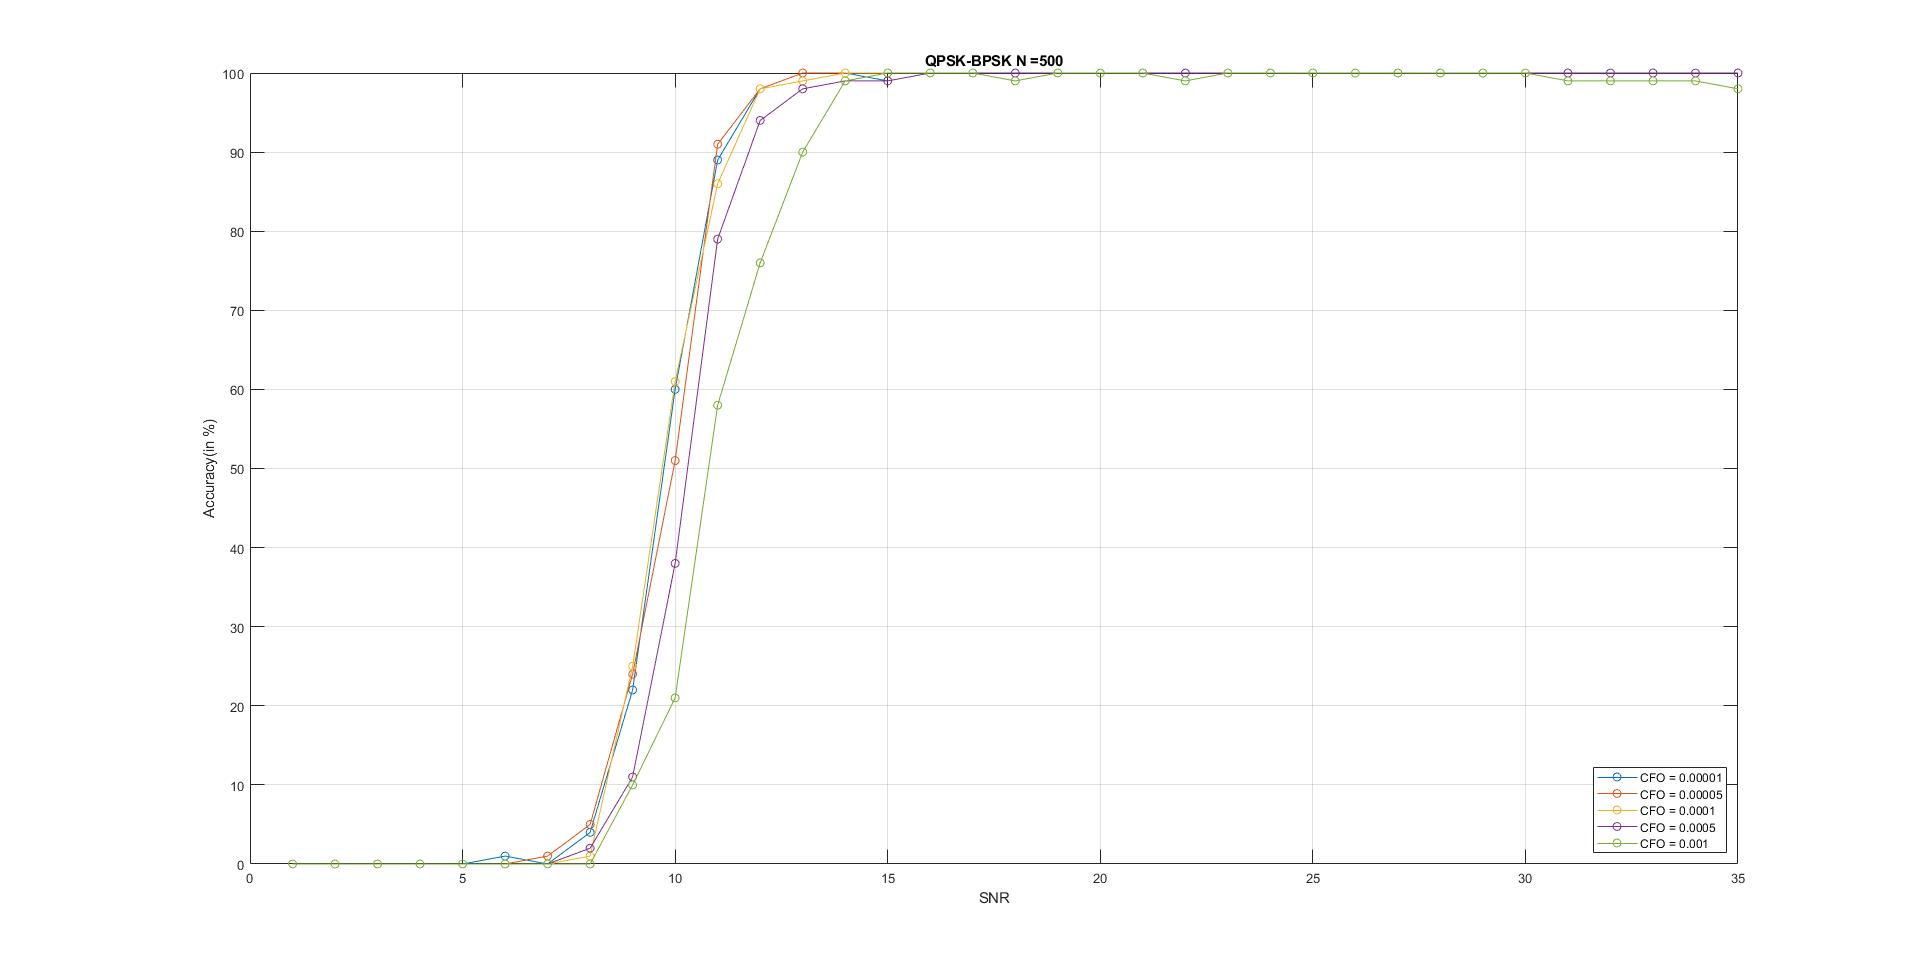 QPSK-BPSK N =500
100
90
80
70
60
50
40
30
20
10
0
Accuracy(in %)
0 5 10 15 20 25 30 35
SNR
CFO = 0.00001
CFO = 0.00005
CFO = 0.0001
CFO = 0.0005
CFO = 0.001